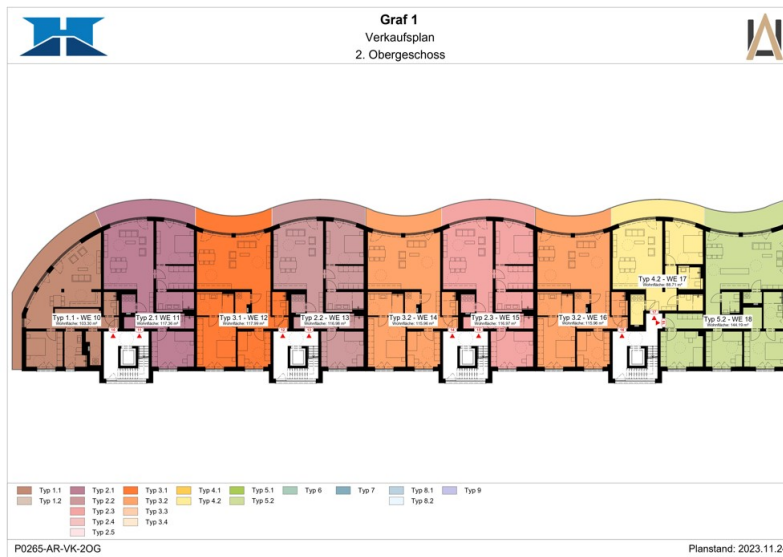 Graf 1
Verkaufsplan
2. Obergeschoss
Typ 4.2 - WE 17
Typ 1.1 - WE 10
Typ 2.1 WE 11
Typ 3.1 - WE 12
Typ 2.2 - WE 13
Typ 3.2 - WE 14
Typ 2.3 - WE 15
Typ 3.2 - WE 16
Typ 5.2 - WE 18
Typ 1.1 Typ 2.1 Typ 3.1 Typ 4.1 Typ 5.1 Typ 6 Typ 7 Typ 8.1 Typ 9
Typ 1.2 Typ 2.2 Typ 3.2 Typ 4.2 Typ 5.2 Typ 8.2
Typ 2.3 Typ 3.3
Typ 2.4 Typ 3.4
Typ 2.5
P0265-AR-VK-2OG Planstand: 2023.11.2